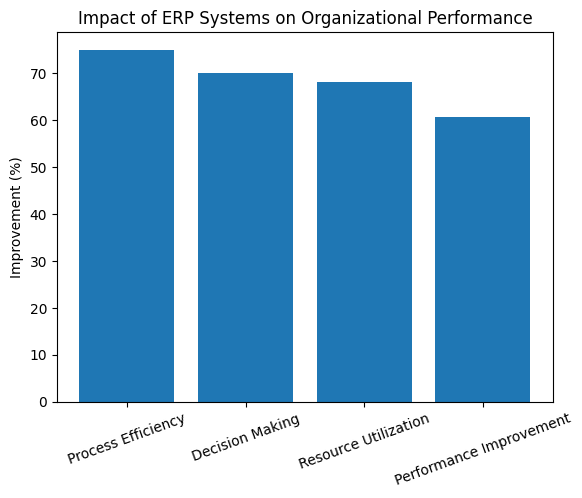 Impact of ERP Systems on Organizational Performance
Improvement (%)
70
60
50
40
30
20
10
0
Process Efficiency
Decision Making
Resource Utilization
Performance Improvement